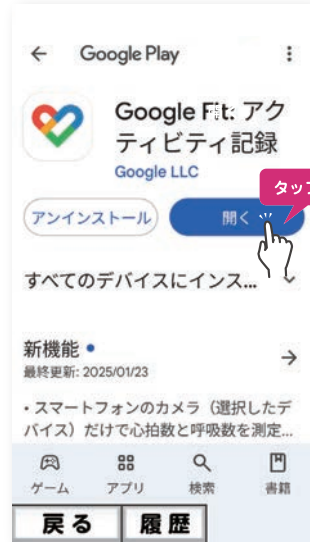 Google Play
Google Fit: アク
ティビティ記録
Google LLC
タップ
アンインストール
開く
すべてのデバイスにインス...
新機能
最終更新: 2025/01/23
・スマートフォンのカメラ（選択したデ
バイス）だけで心拍数と呼吸数を測定...
ゲーム
アプリ
検索
書籍
戻る
履歴